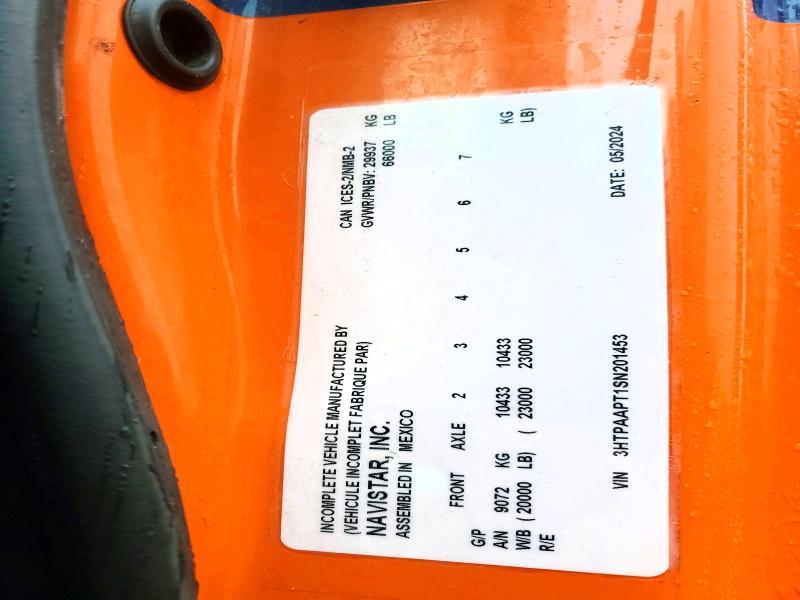 INCOMPLETE VEHICLE MANUFACTURED BY
(VEHICULE INCOMPLET FABRIQUE PAR)
NAVISTAR, INC.
ASSEMBLED IN MEXICO
CAN ICES-2/NMB-2
GVWR/PNBV: 29937 KG
66000 LB
FRONT AXLE 2 3 4 5 6 7
G/P
A/N 9072 KG 10433 10433 KG
W/B ( 20000 LB) ( 23000 23000 LB)
R/E
VIN 3HTPAAPT1SN201453 DATE: 05/2024